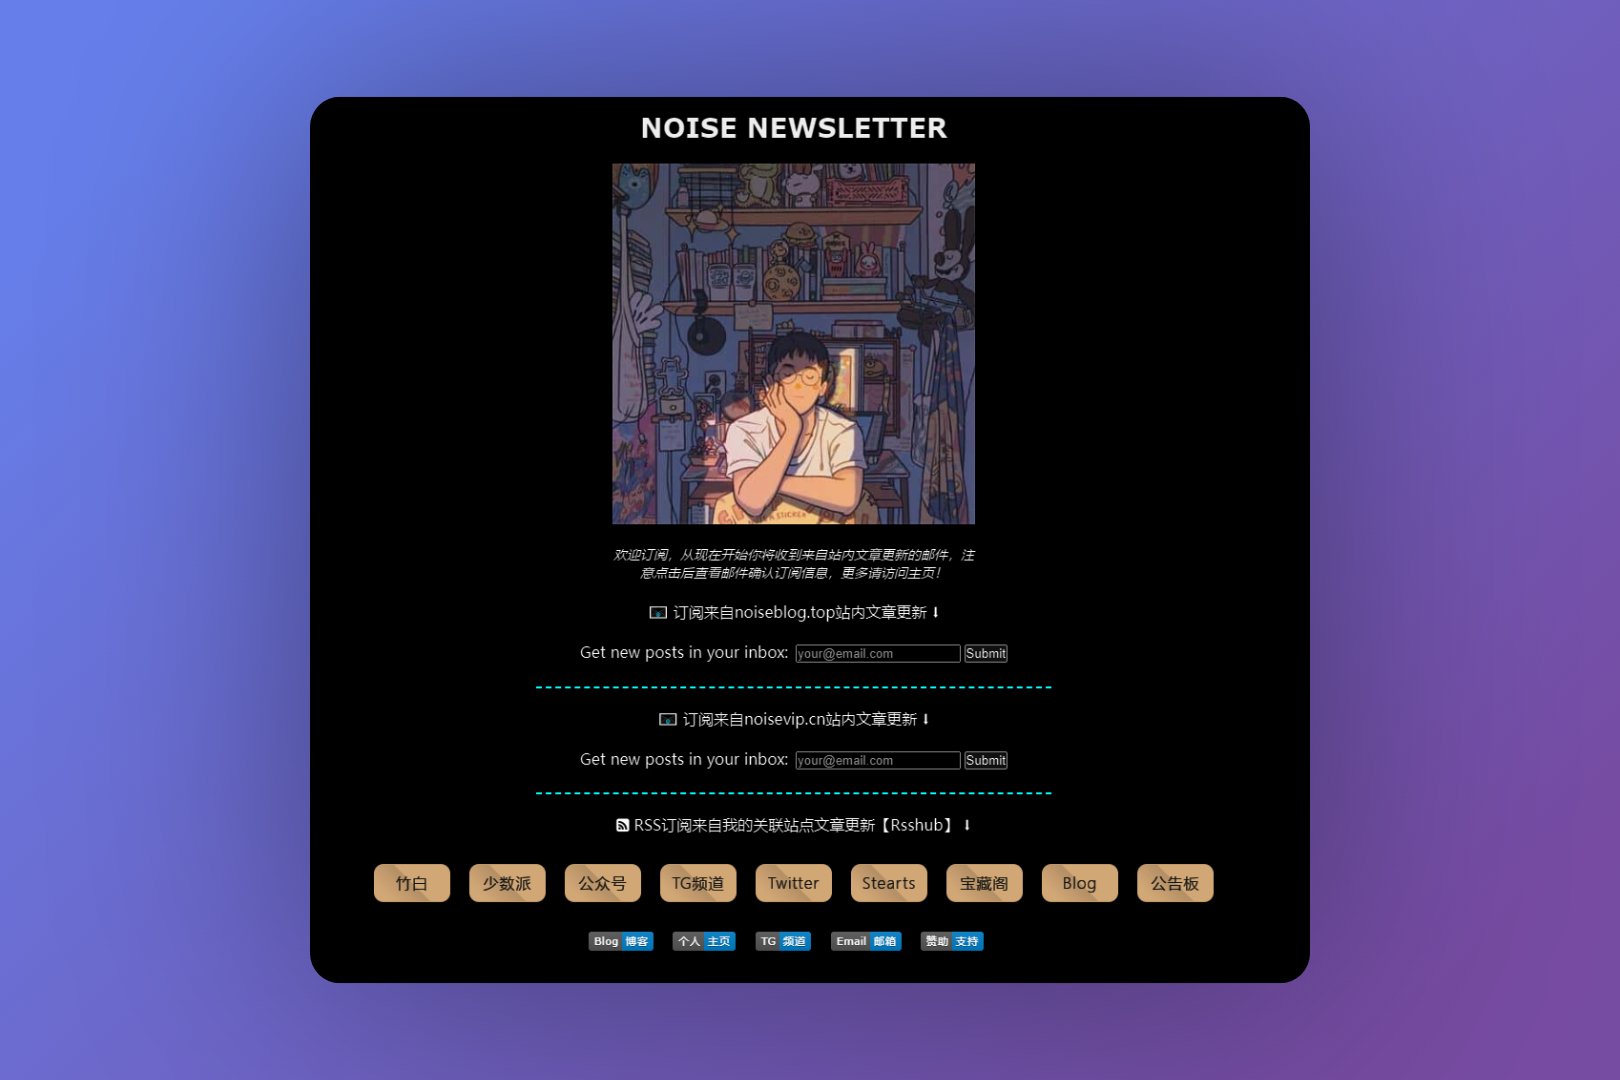 NOISE NEWSLETTER
STICKER
欢迎订阅，从现在开始你将收到来自站内文章更新的邮件，注
意点击后查看邮件确认订阅信息，更多请访问主页！
📧 订阅来自noiseblog.top站内文章更新⬇
Get new posts in your inbox: your@email.com Submit
📧 订阅来自noisevip.cn站内文章更新⬇
Get new posts in your inbox: your@email.com Submit
RSS订阅来自我的关联站点文章更新【Rsshub】 ⬇
竹白 少数派 公众号 TG频道 Twitter Stearts 宝藏阁 Blog 公告板
Blog 博客 个人 主页 TG 频道 Email 邮箱 赞助 支持